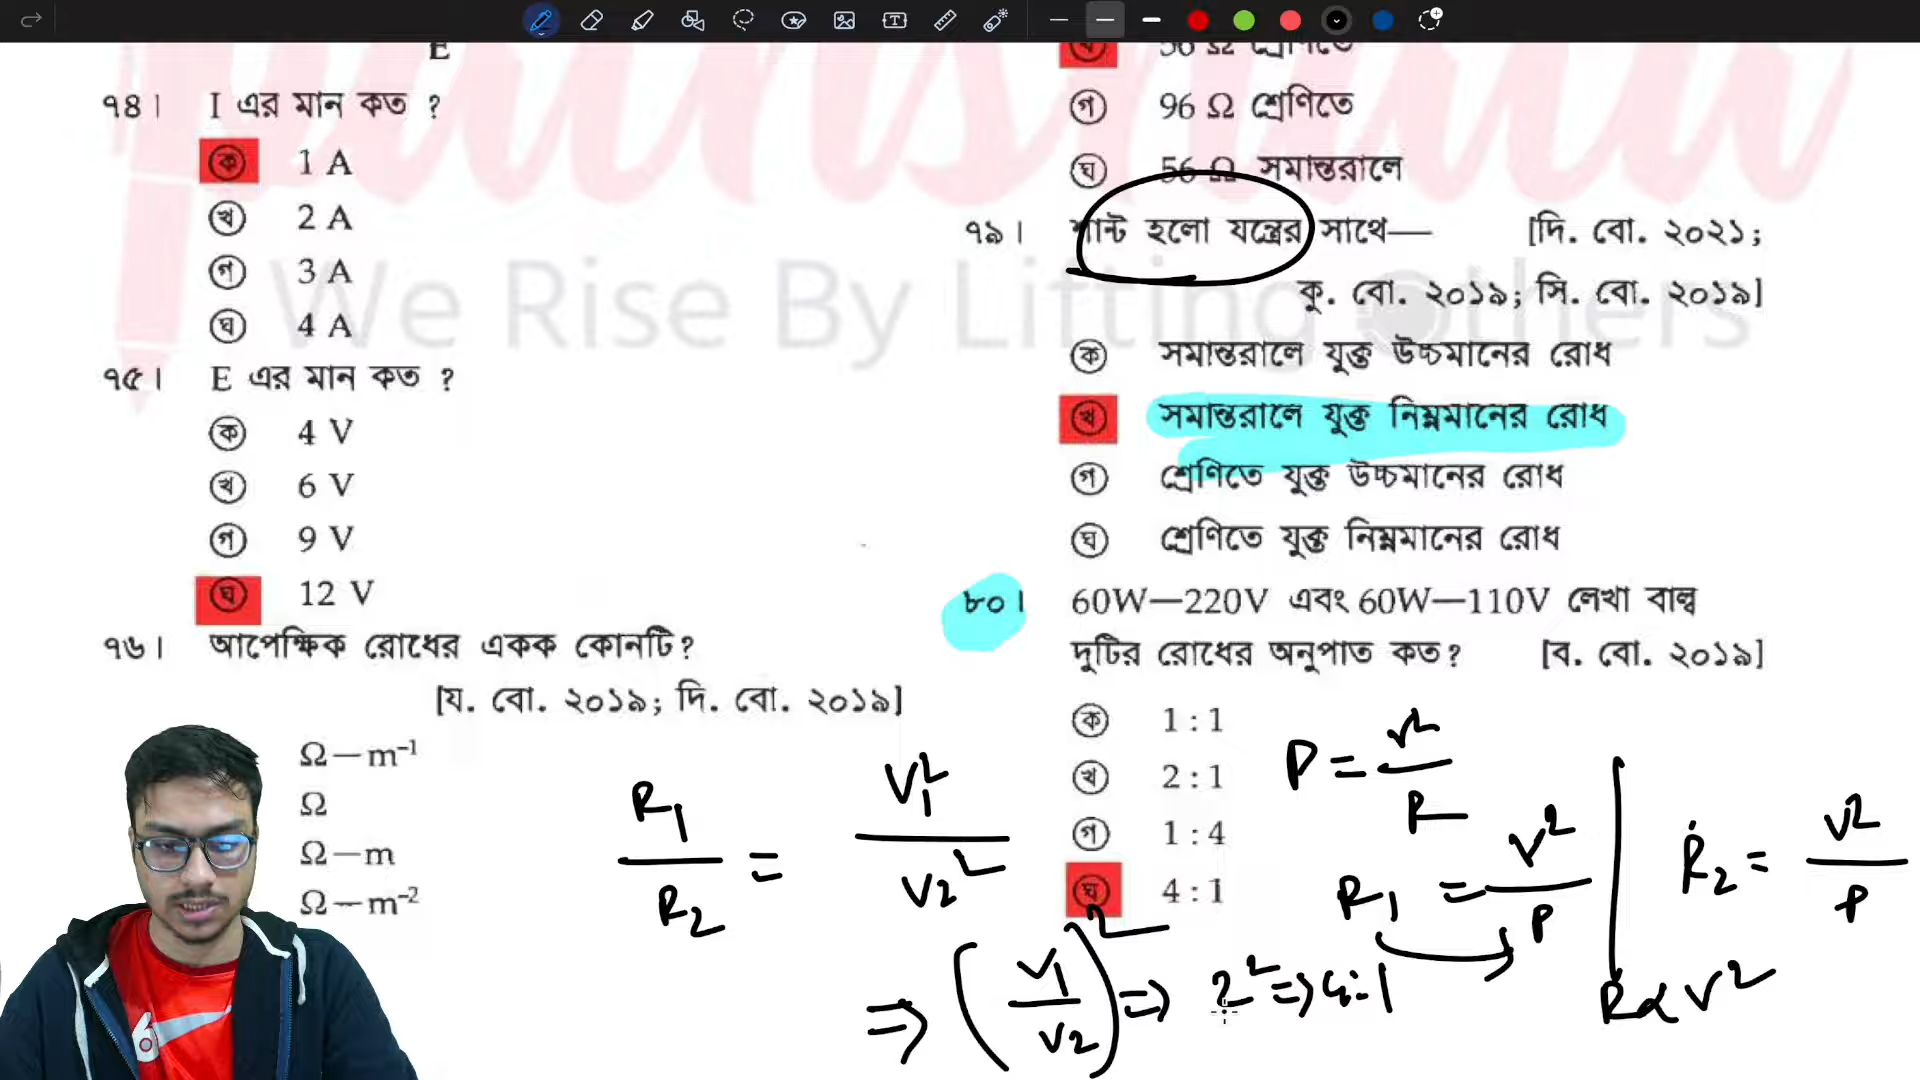 E
৭৪। I এর মান কত ?
ক 1 A
খ 2 A
গ 3 A
ঘ 4 A
৭৫। E এর মান কত ?
ক 4 V
খ 6 V
গ 9 V
ঘ 12 V
৭৬। আপেক্ষিক রোধের একক কোনটি?
[য. বো. ২০১৯; দি. বো. ২০১৯]
Ω—m⁻¹
Ω
Ω—m
Ω—m⁻²
56 Ω শ্রেণিতে
গ 96 Ω শ্রেণিতে
ঘ 56 Ω সমান্তরালে
৭৯। শান্ট হলো যন্ত্রের সাথে— [দি. বো. ২০২১;
কু. বো. ২০১৯; সি. বো. ২০১৯]
ক সমান্তরালে যুক্ত উচ্চমানের রোধ
খ সমান্তরালে যুক্ত নিম্নমানের রোধ
গ শ্রেণিতে যুক্ত উচ্চমানের রোধ
ঘ শ্রেণিতে যুক্ত নিম্নমানের রোধ
৮০। 60W—220V এবং 60W—110V লেখা বাল্ব
দুটির রোধের অনুপাত কত? [ব. বো. ২০১৯]
ক 1 : 1
খ 2 : 1
গ 1 : 4
ঘ 4 : 1
P = V²/R
R₁ = V²/P
R₂ = V²/P
R ∝ V²
R₁/R₂ = V₁²/V₂²
⇒ (V₁/V₂)² ⇒ 2² ⇒ 4:1
We Rise By Lifting Others